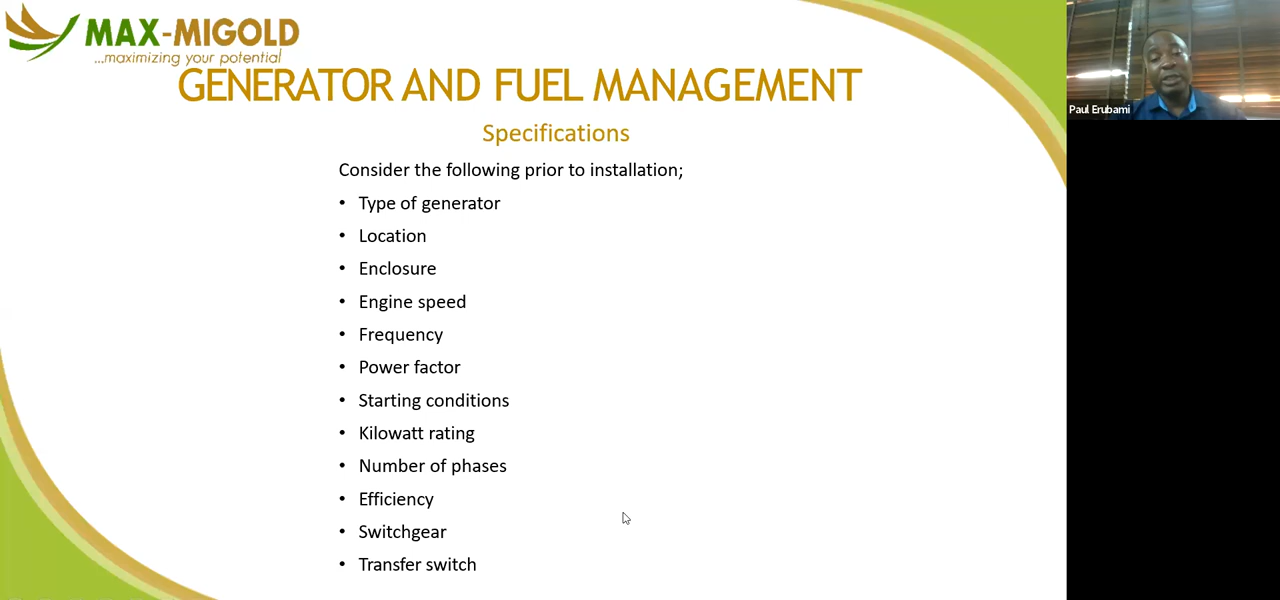 MAX-MIGOLD
...maximizing your potential
GENERATOR AND FUEL MANAGEMENT
Specifications
Consider the following prior to installation;
• Type of generator
• Location
• Enclosure
• Engine speed
• Frequency
• Power factor
• Starting conditions
• Kilowatt rating
• Number of phases
• Efficiency
• Switchgear
• Transfer switch
Paul Erubami